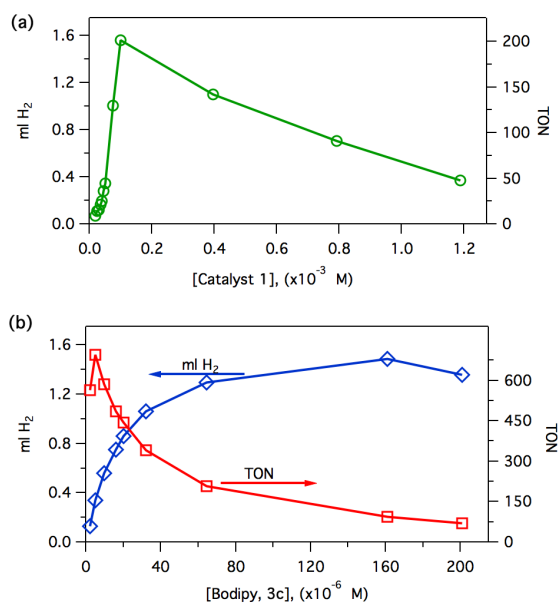 (a)
1.6
1.2
0.8
0.4
0.0
ml H2
200
150
100
50
0
TON
0.0 0.2 0.4 0.6 0.8 1.0 1.2
[Catalyst 1], (x10-3 M)
(b)
1.6
1.2
0.8
0.4
0.0
ml H2
ml H2
TON
600
450
300
150
0
TON
0 40 80 120 160 200
[Bodipy, 3c], (x10-6 M)